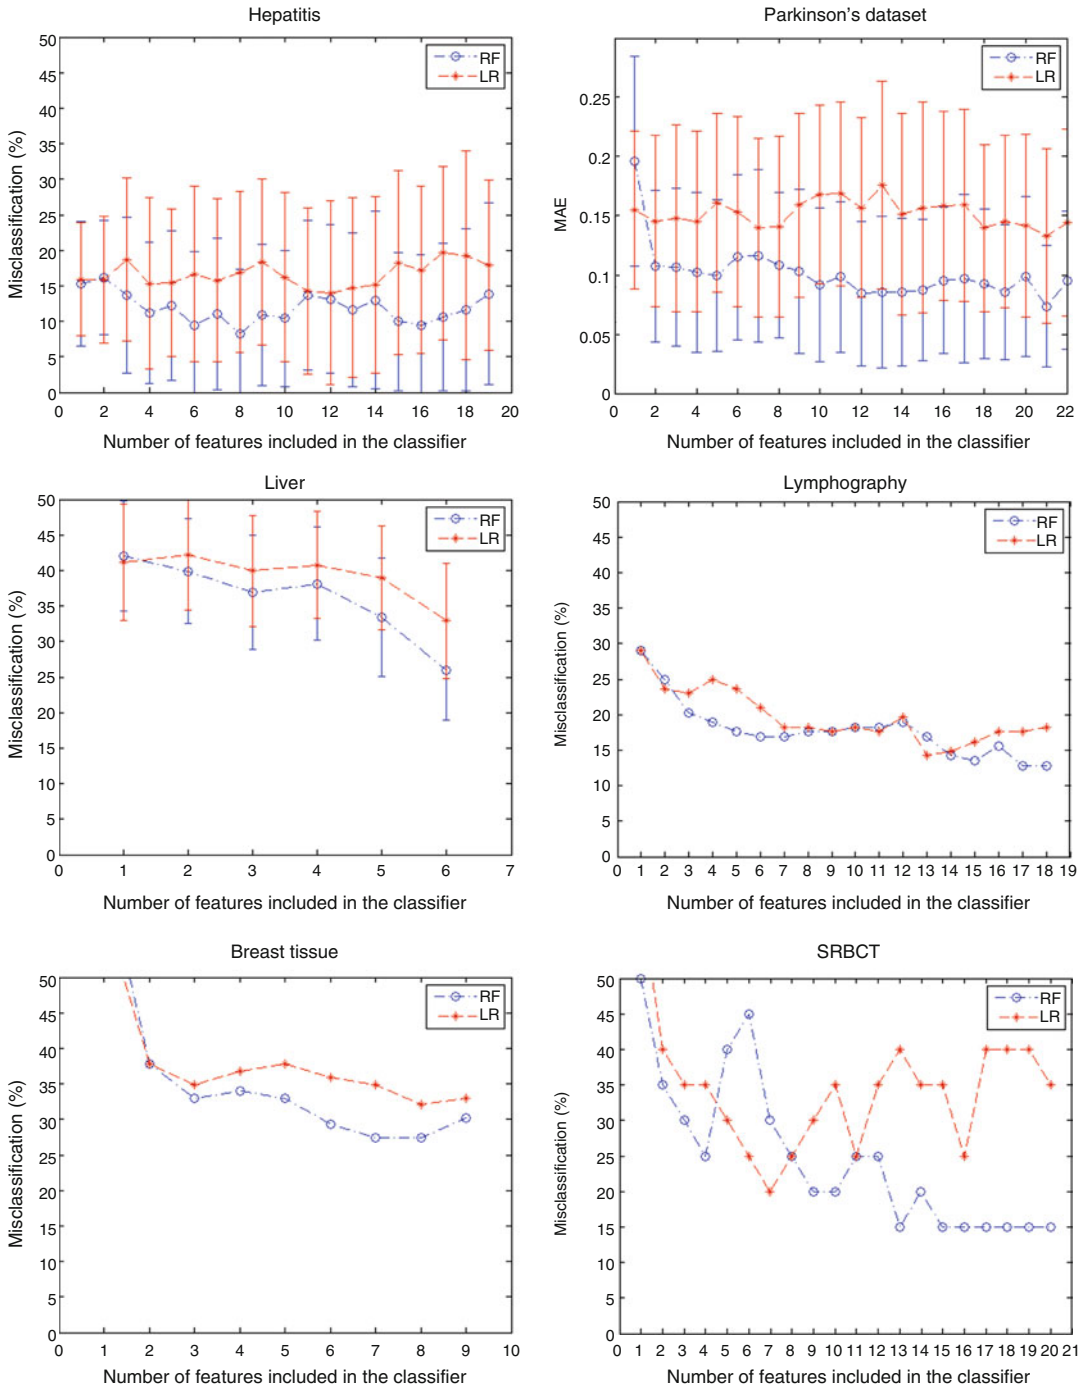 Hepatitis
50
45
40
35
30
25
20
15
10
5
0
Misclassification (%)
RF
LR
0 2 4 6 8 10 12 14 16 18 20
Number of features included in the classifier
Parkinson's dataset
0.25
0.2
0.15
0.1
0.05
0
MAE
RF
LR
0 2 4 6 8 10 12 14 16 18 20 22
Number of features included in the classifier
Liver
50
45
40
35
30
25
20
15
10
5
0
Misclassification (%)
RF
LR
0 1 2 3 4 5 6 7
Number of features included in the classifier
Lymphography
50
45
40
35
30
25
20
15
10
5
0
Misclassification (%)
RF
LR
0 1 2 3 4 5 6 7 8 9 10 11 12 13 14 15 16 17 18 19
Number of features included in the classifier
Breast tissue
50
45
40
35
30
25
20
15
10
5
0
Misclassification (%)
RF
LR
0 1 2 3 4 5 6 7 8 9 10
Number of features included in the classifier
SRBCT
50
45
40
35
30
25
20
15
10
5
0
Misclassification (%)
RF
LR
0 1 2 3 4 5 6 7 8 9 10 11 12 13 14 15 16 17 18 19 20 21
Number of features included in the classifier